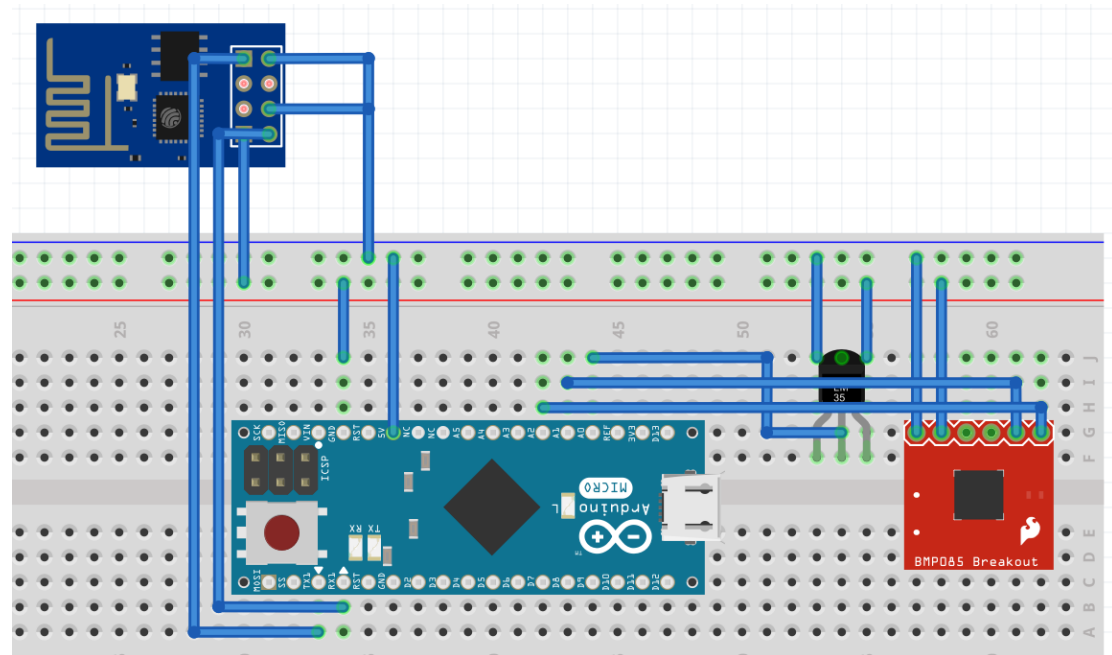 25 30 35 40 45 50 60
J
I
LM
35
H
SCK MISO VIN GND RST 5V NC NC A5 A4 A3 A2 A1 A0 REF 3V3 D13
G
F
ICSP
MICRO
Arduino
L
RX TX
E
D
BMP085 Breakout
MOSI SS TX1 RX1 RST GND D2 D3 D4 D5 D6 D7 D8 D9 D10 D11 D12
C
B
A